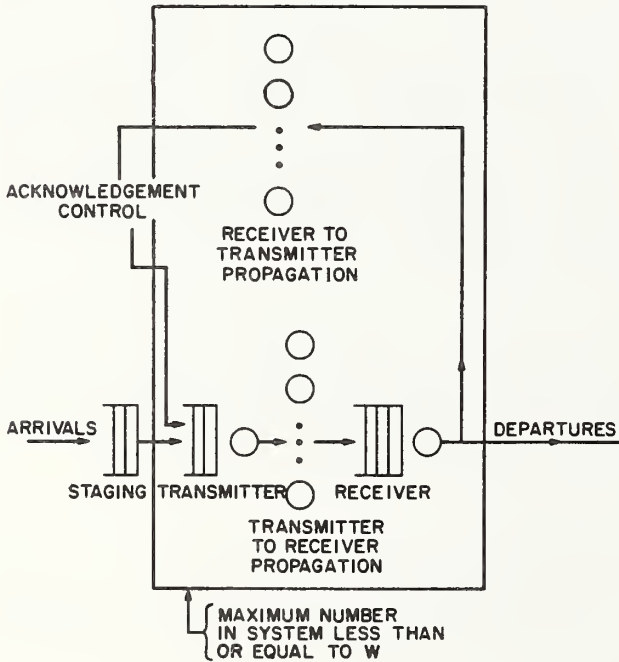 ACKNOWLEDGEMENT
CONTROL
RECEIVER TO
TRANSMITTER
PROPAGATION
ARRIVALS
DEPARTURES
STAGING
TRANSMITTER
RECEIVER
TRANSMITTER
TO RECEIVER
PROPAGATION
MAXIMUM NUMBER
IN SYSTEM LESS THAN
OR EQUAL TO W